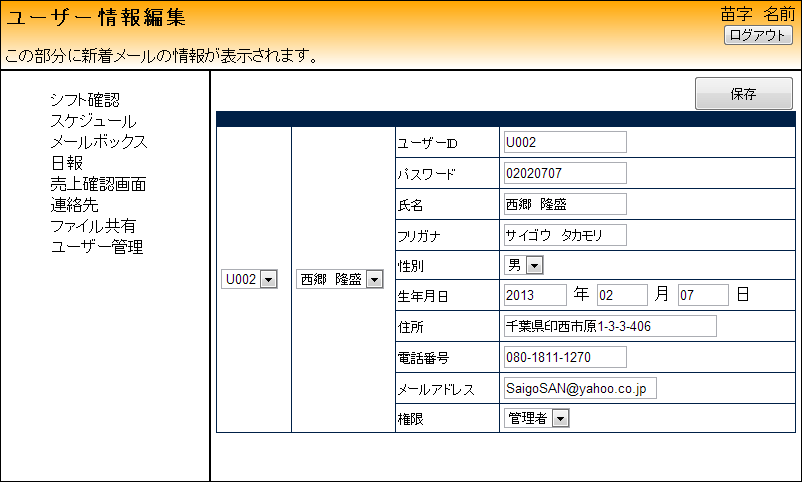 ユーザー情報編集
苗字　名前
ログアウト
この部分に新着メールの情報が表示されます。
シフト確認
スケジュール
メールボックス
日報
売上確認画面
連絡先
ファイル共有
ユーザー管理
保存
U002
西郷　隆盛
ユーザーID U002
パスワード 02020707
氏名 西郷　隆盛
フリガナ サイゴウ　タカモリ
性別 男
生年月日 2013 年 02 月 07 日
住所 千葉県印西市原1-3-3-406
電話番号 080-1811-1270
メールアドレス SaigoSAN@yahoo.co.jp
権限 管理者